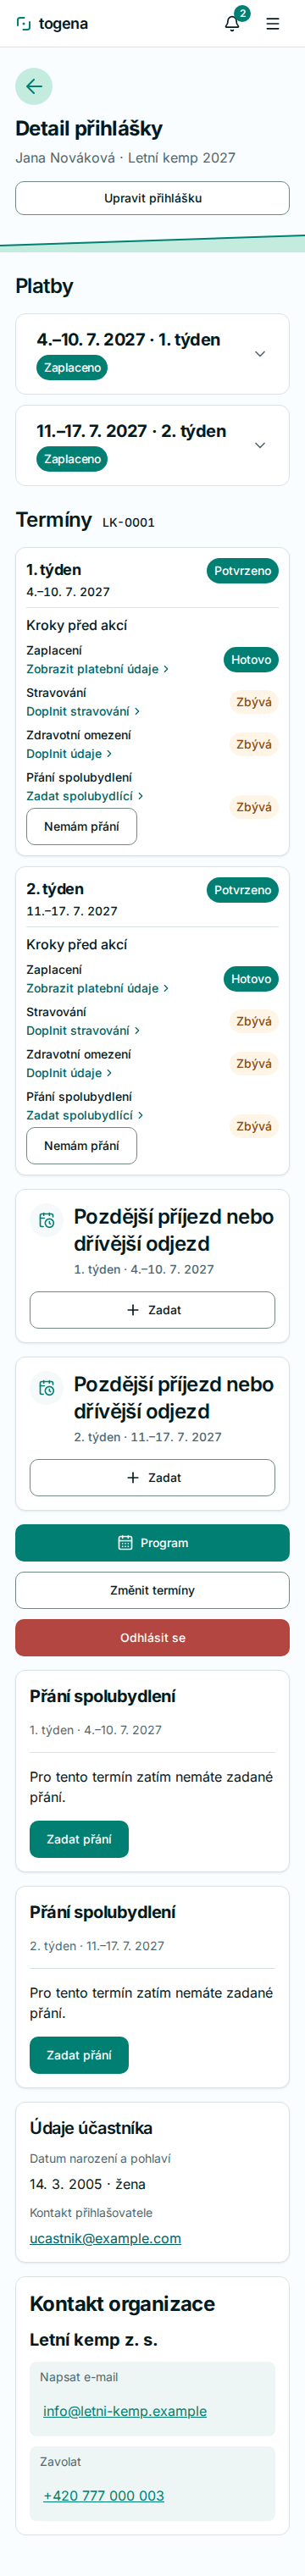 togena
2
Detail přihlášky
Jana Nováková · Letní kemp 2027
Upravit přihlášku
Platby
4.–10. 7. 2027 · 1. týden
Zaplaceno
11.–17. 7. 2027 · 2. týden
Zaplaceno
Termíny LK-0001
1. týden
Potvrzeno
4.–10. 7. 2027
Kroky před akcí
Zaplacení
Zobrazit platební údaje
Hotovo
Stravování
Doplnit stravování
Zbývá
Zdravotní omezení
Doplnit údaje
Zbývá
Přání spolubydlení
Zadat spolubydlící
Zbývá
Nemám přání
2. týden
Potvrzeno
11.–17. 7. 2027
Kroky před akcí
Zaplacení
Zobrazit platební údaje
Hotovo
Stravování
Doplnit stravování
Zbývá
Zdravotní omezení
Doplnit údaje
Zbývá
Přání spolubydlení
Zadat spolubydlící
Zbývá
Nemám přání
Pozdější příjezd nebo
dřívější odjezd
1. týden · 4.–10. 7. 2027
Zadat
Pozdější příjezd nebo
dřívější odjezd
2. týden · 11.–17. 7. 2027
Zadat
Program
Změnit termíny
Odhlásit se
Přání spolubydlení
1. týden · 4.–10. 7. 2027
Pro tento termín zatím nemáte zadané
přání.
Zadat přání
Přání spolubydlení
2. týden · 11.–17. 7. 2027
Pro tento termín zatím nemáte zadané
přání.
Zadat přání
Údaje účastníka
Datum narození a pohlaví
14. 3. 2005 · žena
Kontakt přihlašovatele
ucastnik@example.com
Kontakt organizace
Letní kemp z. s.
Napsat e-mail
info@letni-kemp.example
Zavolat
+420 777 000 003